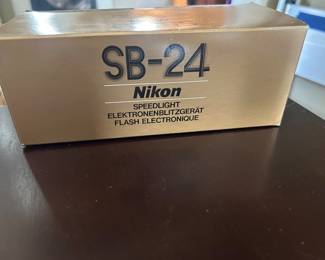 SB-24
Nikon
SPEEDLIGHT
ELEKTRONENBLITZGERÄT
FLASH ELECTRONIQUE